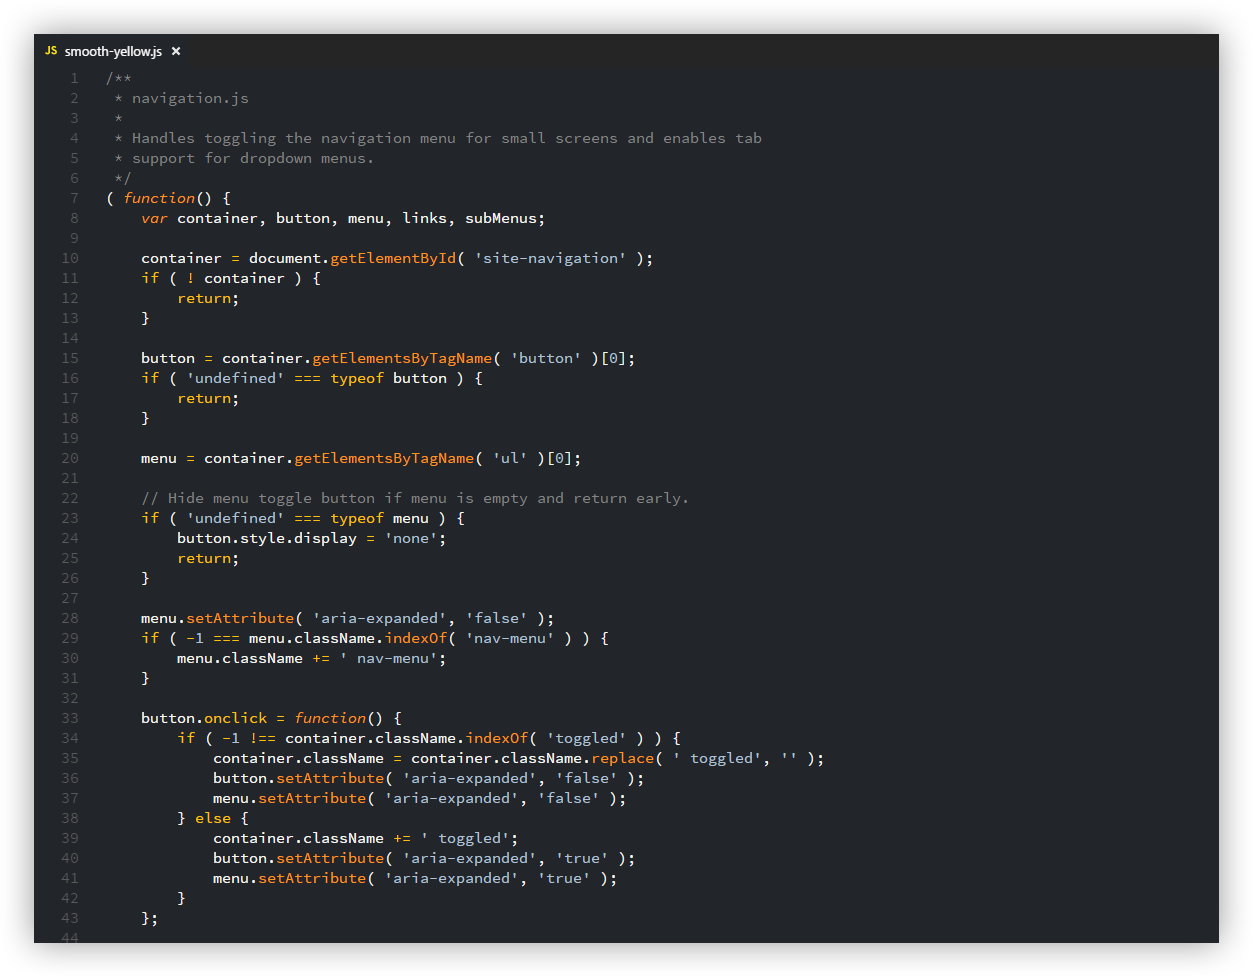 JS smooth-yellow.js ×
1 /**
2  * navigation.js
3  *
4  * Handles toggling the navigation menu for small screens and enables tab
5  * support for dropdown menus.
6  */
7 ( function() {
8     var container, button, menu, links, subMenus;
9
10     container = document.getElementById( 'site-navigation' );
11     if ( ! container ) {
12         return;
13     }
14
15     button = container.getElementsByTagName( 'button' )[0];
16     if ( 'undefined' === typeof button ) {
17         return;
18     }
19
20     menu = container.getElementsByTagName( 'ul' )[0];
21
22     // Hide menu toggle button if menu is empty and return early.
23     if ( 'undefined' === typeof menu ) {
24         button.style.display = 'none';
25         return;
26     }
27
28     menu.setAttribute( 'aria-expanded', 'false' );
29     if ( -1 === menu.className.indexOf( 'nav-menu' ) ) {
30         menu.className += ' nav-menu';
31     }
32
33     button.onclick = function() {
34         if ( -1 !== container.className.indexOf( 'toggled' ) ) {
35             container.className = container.className.replace( ' toggled', '' );
36             button.setAttribute( 'aria-expanded', 'false' );
37             menu.setAttribute( 'aria-expanded', 'false' );
38         } else {
39             container.className += ' toggled';
40             button.setAttribute( 'aria-expanded', 'true' );
41             menu.setAttribute( 'aria-expanded', 'true' );
42         }
43     };
44